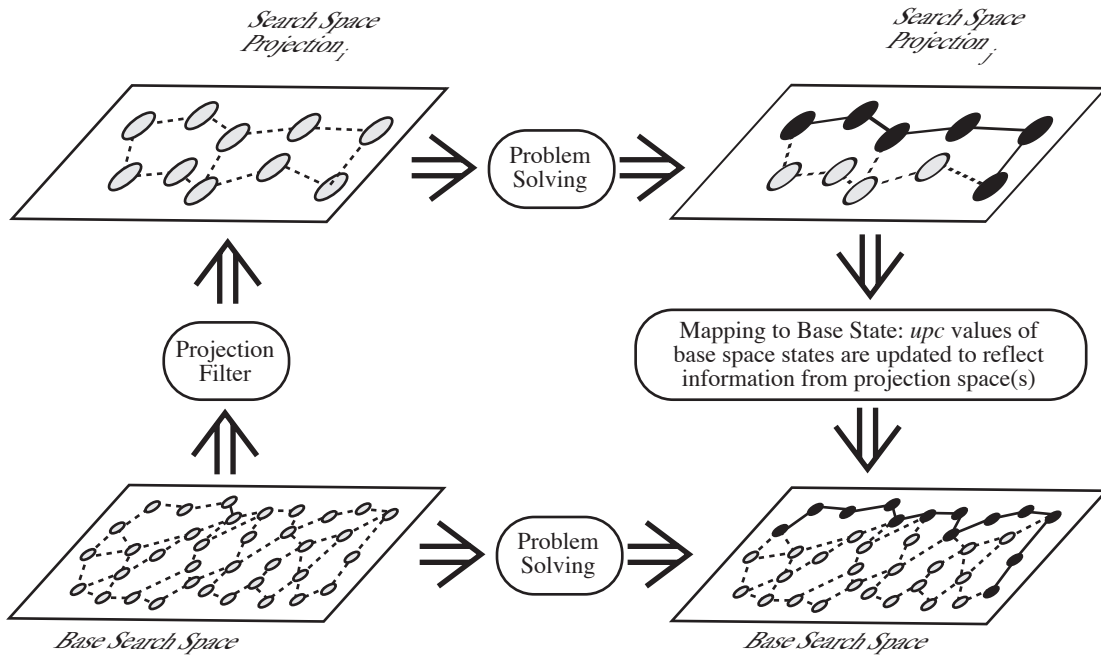 Search Space
Projection i
Search Space
Projection j
Problem
Solving
Projection
Filter
Mapping to Base State: upc values of
base space states are updated to reflect
information from projection space(s)
Problem
Solving
Base Search Space
Base Search Space